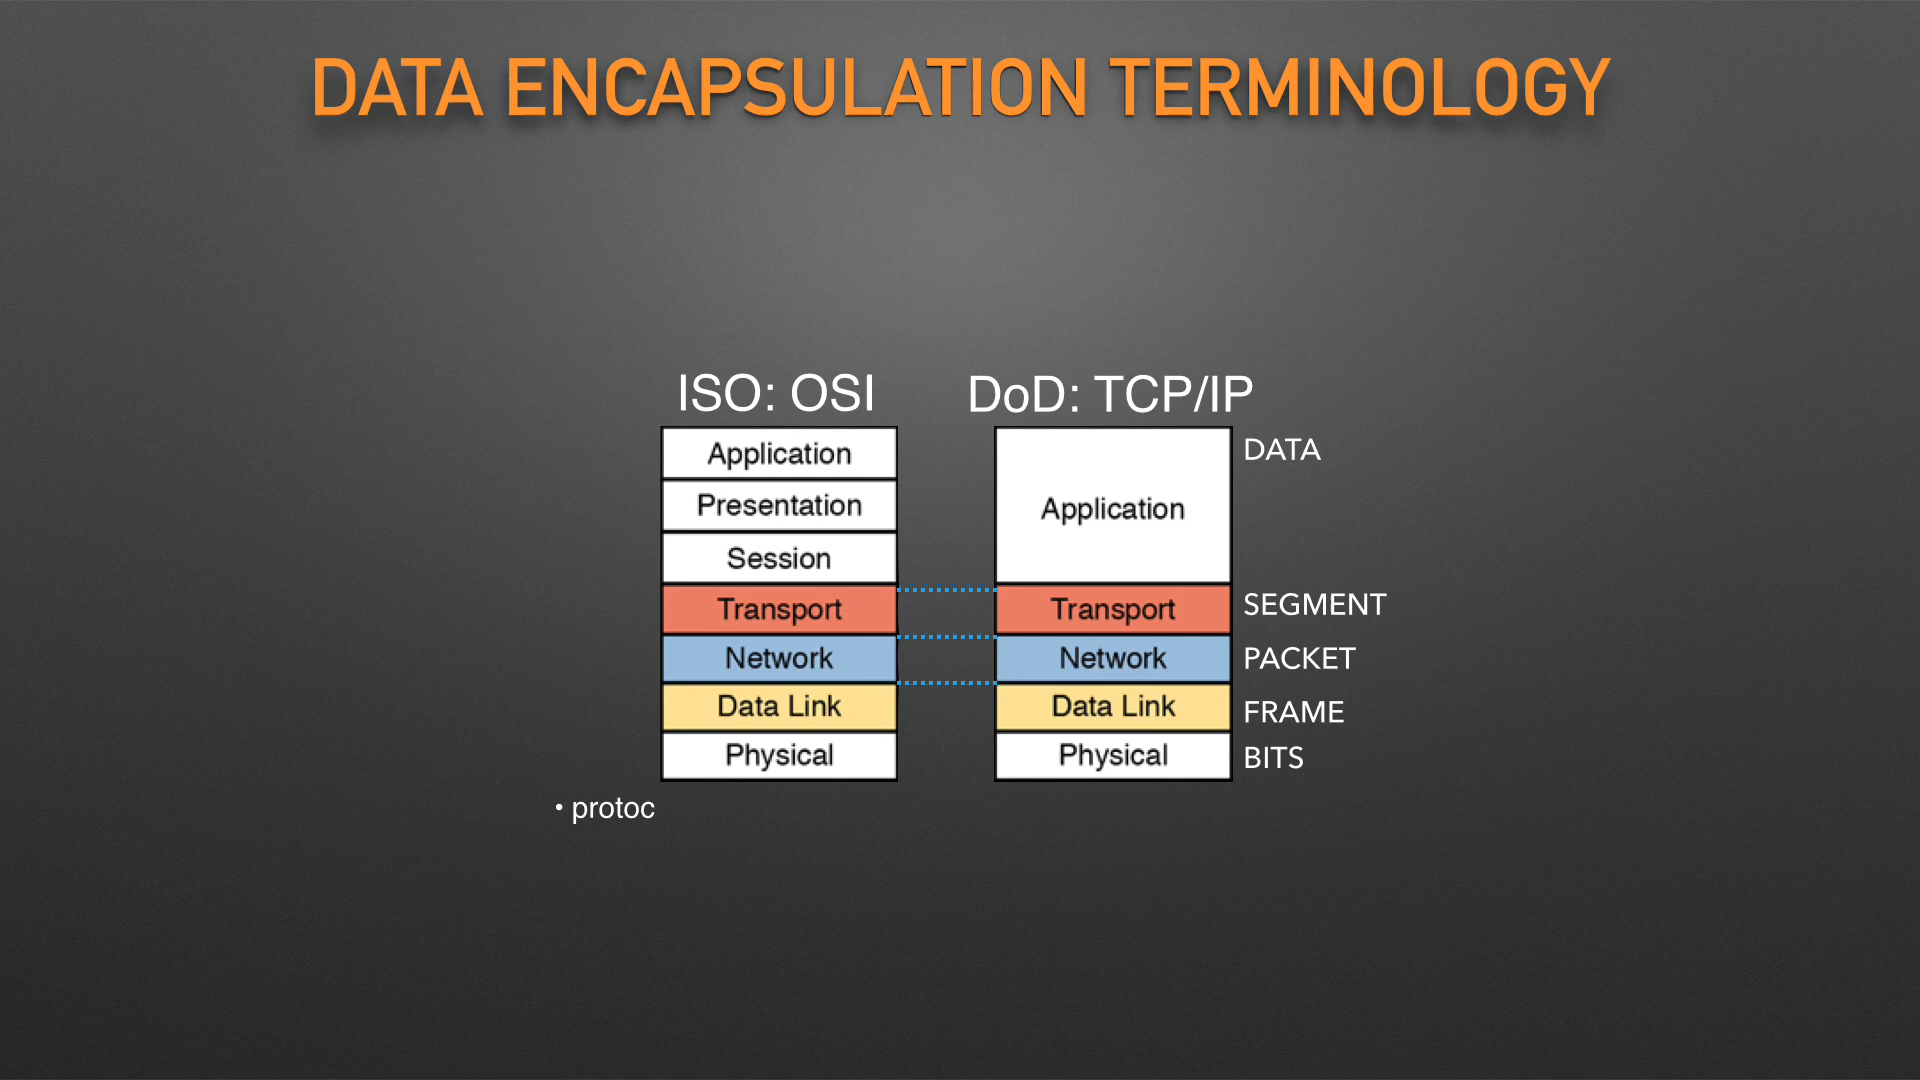 DATA ENCAPSULATION TERMINOLOGY
ISO: OSI
Application
Presentation
Session
Transport
Network
Data Link
Physical
DoD: TCP/IP
Application
Transport
Network
Data Link
Physical
DATA
SEGMENT
PACKET
FRAME
BITS
• protoc